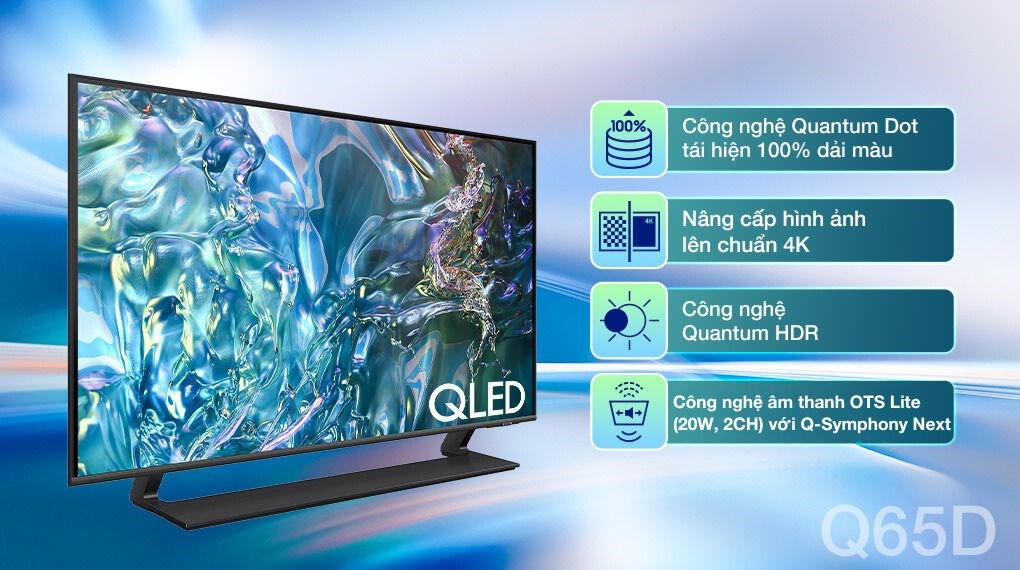 QLED
100%
Công nghệ Quantum Dot
tái hiện 100% dải màu
4K
Nâng cấp hình ảnh
lên chuẩn 4K
Công nghệ
Quantum HDR
Công nghệ âm thanh OTS Lite
(20W, 2CH) với Q-Symphony Next
Q65D